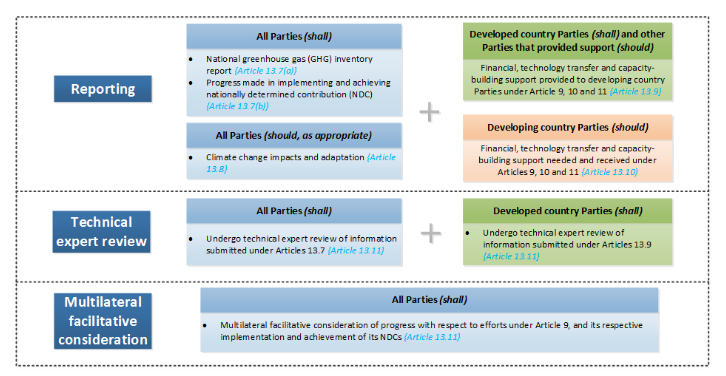 Reporting
All Parties (shall)
• National greenhouse gas (GHG) inventory
report (Article 13.7(a))
• Progress made in implementing and achieving
nationally determined contribution (NDC)
(Article 13.7(b))
All Parties (should, as appropriate)
• Climate change impacts and adaptation (Article
13.8)
+
Developed country Parties (shall) and other
Parties that provided support (should)
Financial, technology transfer and capacity-
building support provided to developing country
Parties under Article 9, 10 and 11 (Article 13.9)
Developing country Parties (should)
Financial, technology transfer and capacity-
building support needed and received under
Articles 9, 10 and 11 (Article 13.10)
Technical
expert review
All Parties (shall)
• Undergo technical expert review of information
submitted under Articles 13.7 (Article 13.11)
+
Developed country Parties (shall)
• Undergo technical expert review of
information submitted under Articles 13.9
(Article 13.11)
Multilateral
facilitative
consideration
All Parties (shall)
• Multilateral facilitative consideration of progress with respect to efforts under Article 9, and its respective
implementation and achievement of its NDCs (Article 13.11)